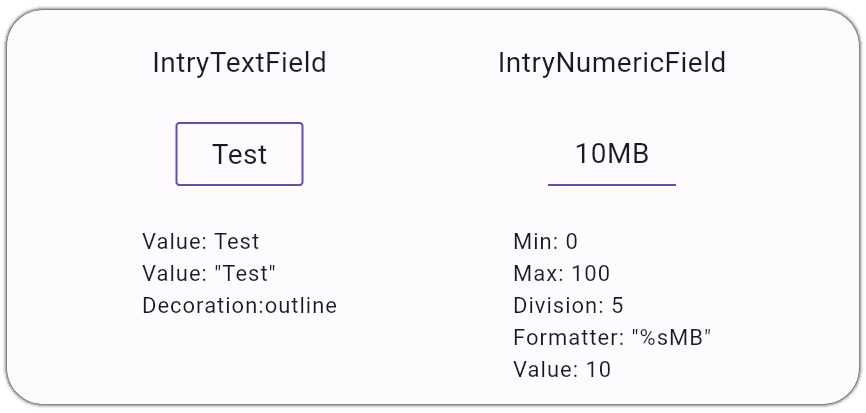 IntryTextField
Test
Value: Test
Value: "Test"
Decoration:outline
IntryNumericField
10MB
Min: 0
Max: 100
Division: 5
Formatter: "%sMB"
Value: 10